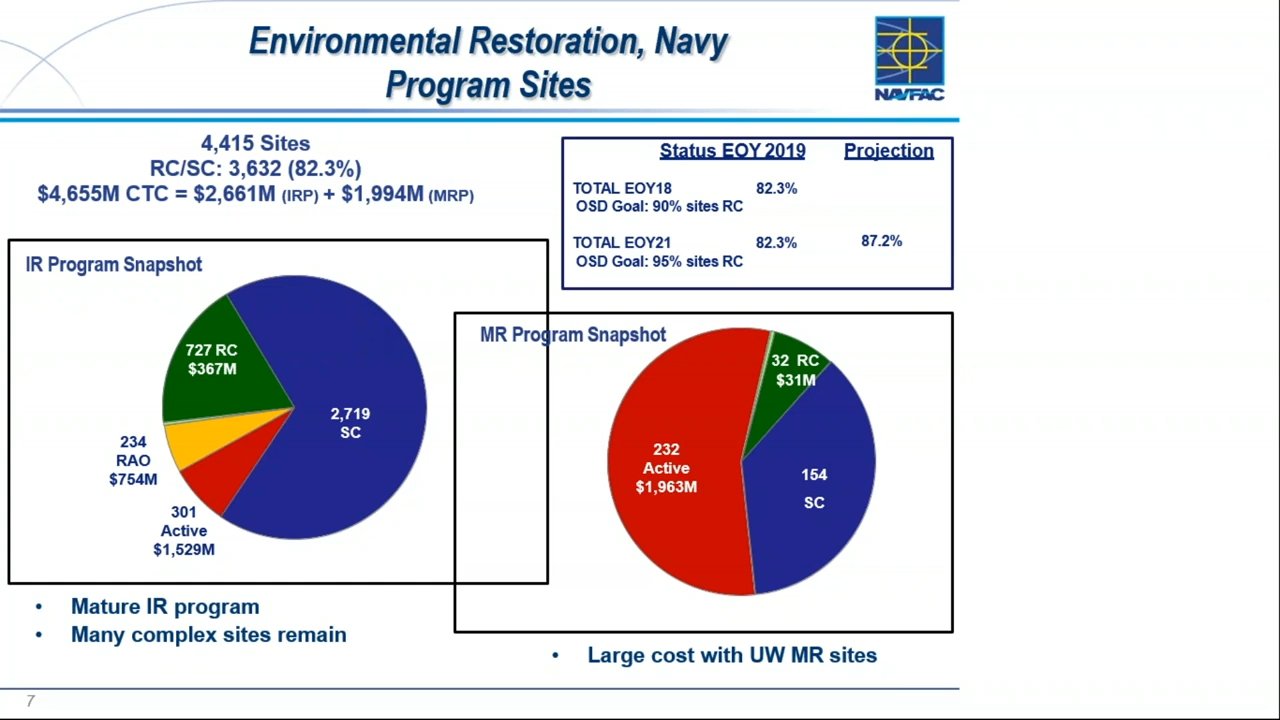 Environmental Restoration, Navy
Program Sites
NAVFAC
4,415 Sites
RC/SC: 3,632 (82.3%)
$4,655M CTC = $2,661M (IRP) + $1,994M (MRP)
Status EOY 2019 Projection
TOTAL EOY18 82.3%
OSD Goal: 90% sites RC
TOTAL EOY21 82.3% 87.2%
OSD Goal: 95% sites RC
IR Program Snapshot
727 RC
$367M
2,719
SC
234
RAO
$754M
301
Active
$1,529M
MR Program Snapshot
32 RC
$31M
232
Active
$1,963M
154
SC
• Mature IR program
• Many complex sites remain
• Large cost with UW MR sites
7